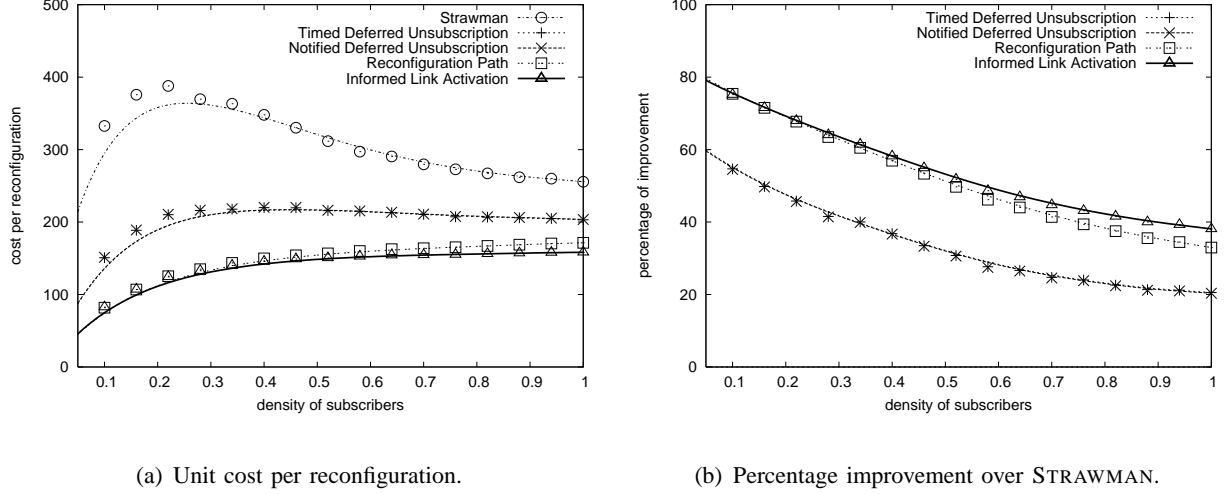 500
400
300
200
100
0
cost per reconfiguration
Strawman
Timed Deferred Unsubscription
Notified Deferred Unsubscription
Reconfiguration Path
Informed Link Activation
0.1 0.2 0.3 0.4 0.5 0.6 0.7 0.8 0.9 1
density of subscribers
(a) Unit cost per reconfiguration.
100
80
60
40
20
0
percentage of improvement
Timed Deferred Unsubscription
Notified Deferred Unsubscription
Reconfiguration Path
Informed Link Activation
0.1 0.2 0.3 0.4 0.5 0.6 0.7 0.8 0.9 1
density of subscribers
(b) Percentage improvement over STRAWMAN.